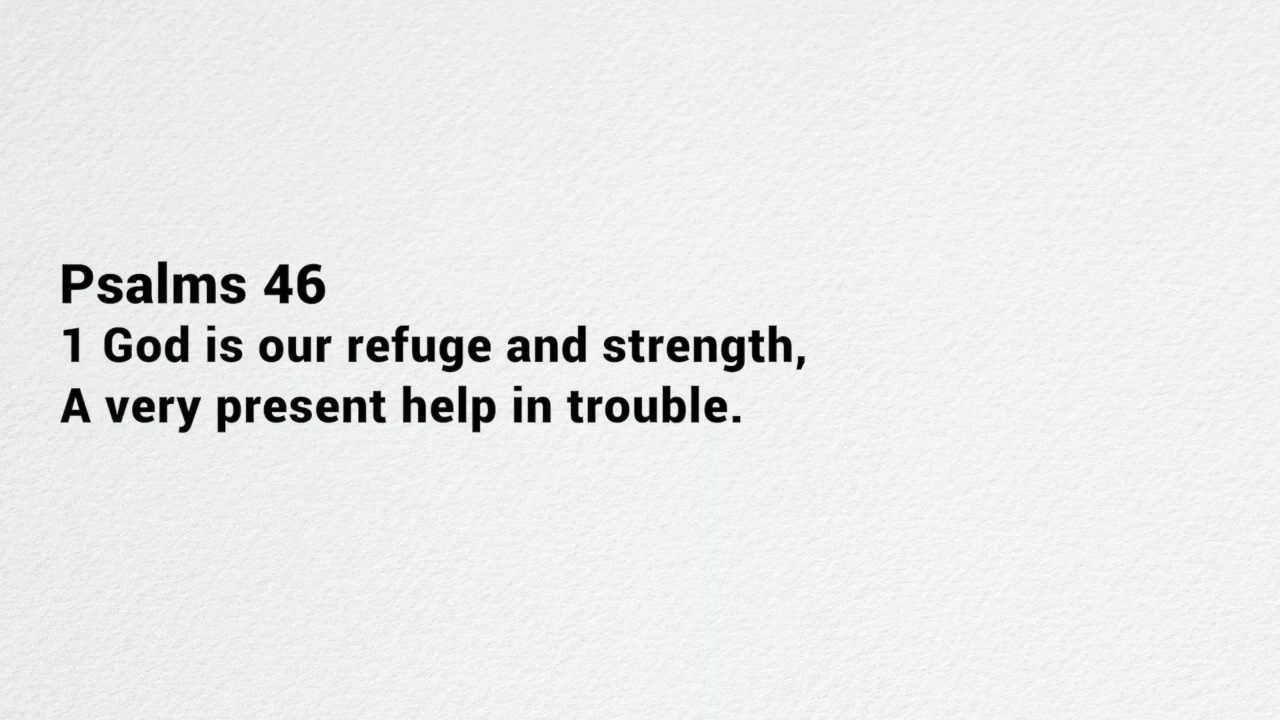 Psalms 46
1 God is our refuge and strength,
A very present help in trouble.